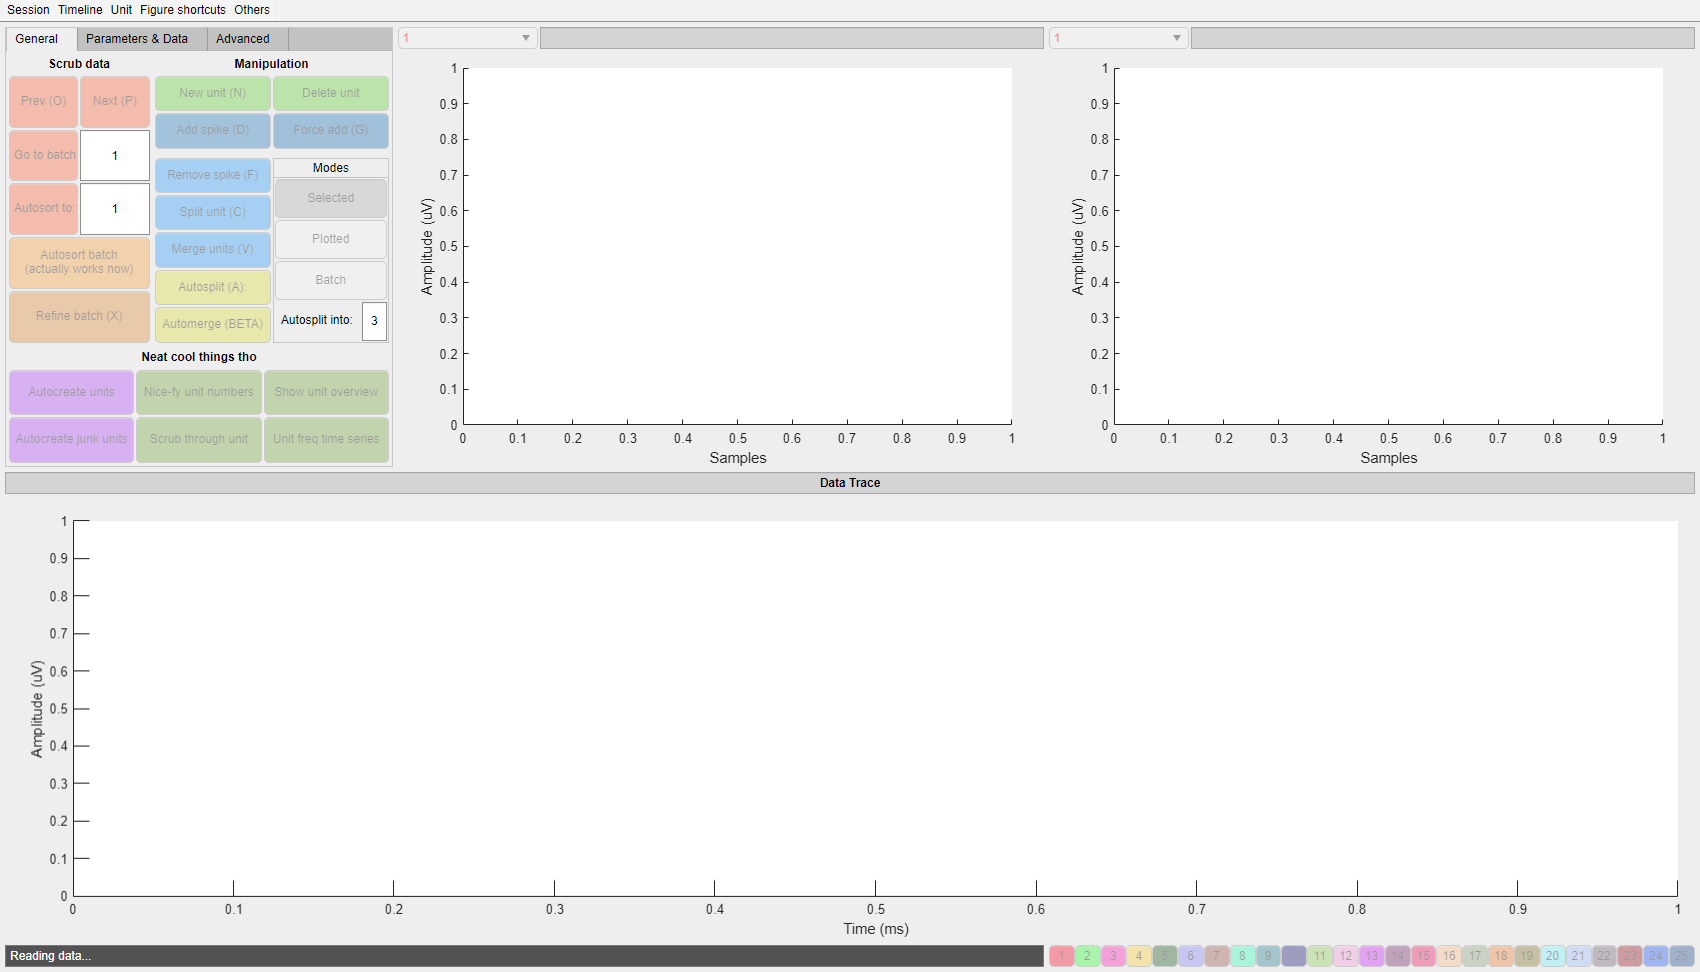 Session Timeline Unit Figure shortcuts Others
General Parameters & Data Advanced
1
1
Scrub data
Manipulation
Prev (O) Next (P)
New unit (N) Delete unit
Add spike (D) Force add (G)
Go to batch 1
Remove spike (F)
Modes
Selected
Autosort to: 1
Split unit (C)
Plotted
Autosort batch
(actually works now)
Merge units (V)
Batch
Autosplit (A):
Refine batch (X)
Automerge (BETA)
Autosplit into: 3
Neat cool things tho
Autocreate units Nice-fy unit numbers Show unit overview
Autocreate junk units Scrub through unit Unit freq time series
1
0.9
0.8
0.7
0.6
0.5
0.4
0.3
0.2
0.1
0
Amplitude (uV)
0 0.1 0.2 0.3 0.4 0.5 0.6 0.7 0.8 0.9 1
Samples
1
0.9
0.8
0.7
0.6
0.5
0.4
0.3
0.2
0.1
0
Amplitude (uV)
0 0.1 0.2 0.3 0.4 0.5 0.6 0.7 0.8 0.9 1
Samples
Data Trace
1
0.9
0.8
0.7
0.6
0.5
0.4
0.3
0.2
0.1
0
Amplitude (uV)
0 0.1 0.2 0.3 0.4 0.5 0.6 0.7 0.8 0.9 1
Time (ms)
Reading data...
1 2 3 4 5 6 7 8 9 11 12 13 14 15 16 17 18 19 20 21 22 23 24 25